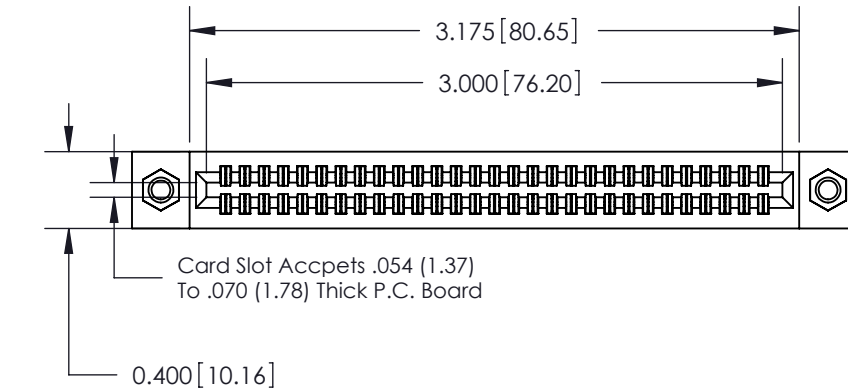 3.175[80.65]
3.000[76.20]
Card Slot Accpets .054 (1.37)
To .070 (1.78) Thick P.C. Board
0.400[10.16]